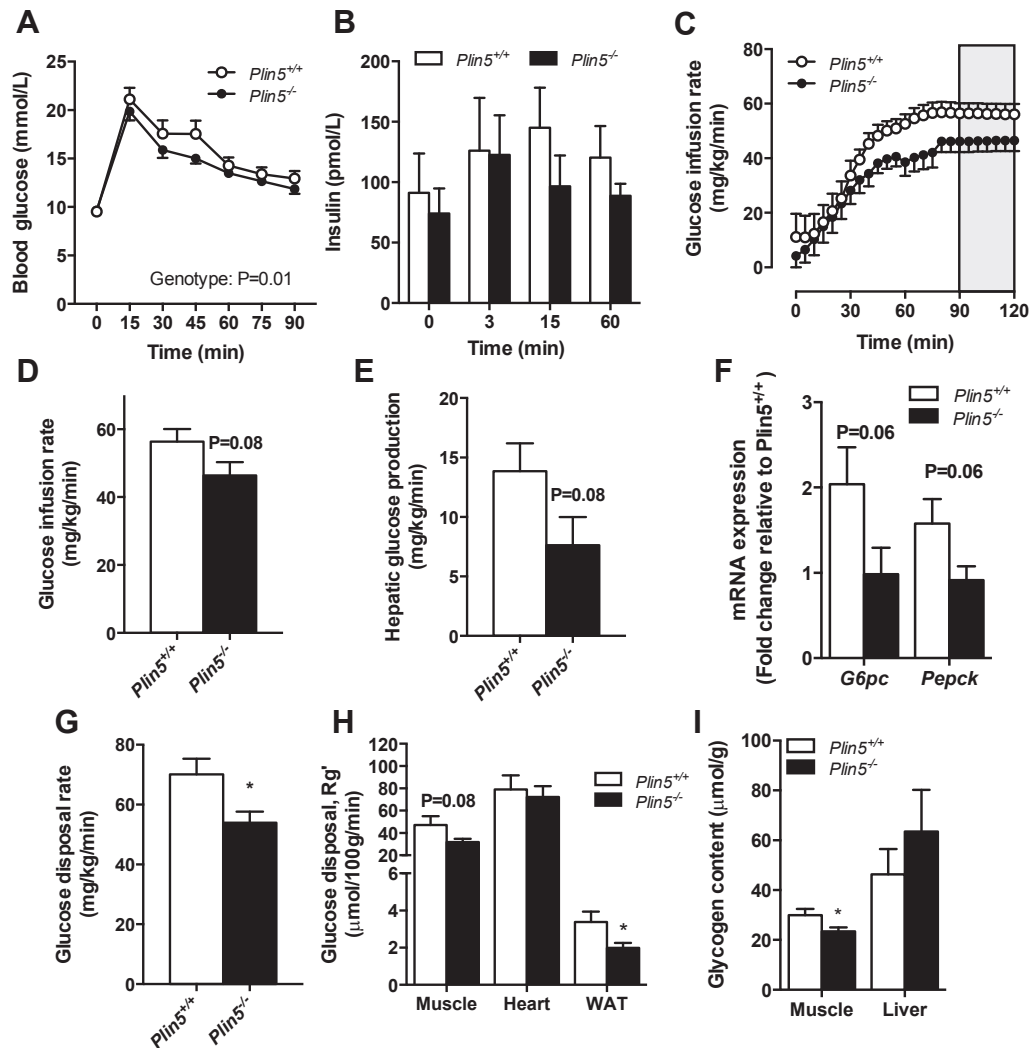 A
Blood glucose (mmol/L)
25
20
15
10
5
0
Plin5+/+
Plin5-/-
Genotype: P=0.01
0 15 30 45 60 75 90
Time (min)
B
Insulin (pmol/L)
200
150
100
50
0
Plin5+/+ Plin5-/-
0 3 15 60
Time (min)
C
Glucose infusion rate
(mg/kg/min)
80
60
40
20
0
Plin5+/+
Plin5-/-
0 30 60 90 120
Time (min)
D
Glucose infusion rate
(mg/kg/min)
60
40
20
0
P=0.08
Plin5+/+ Plin5-/-
E
Hepatic glucose production
(mg/kg/min)
20
15
10
5
0
P=0.08
Plin5+/+ Plin5-/-
F
mRNA expression
(Fold change relative to Plin5+/+)
3
2
1
0
Plin5+/+
Plin5-/-
P=0.06
P=0.06
G6pc Pepck
G
Glucose disposal rate
(mg/kg/min)
80
60
40
20
0
*
Plin5+/+ Plin5-/-
H
Glucose disposal, Rg'
(μmol/100g/min)
120
100
80
60
40
20
6
4
2
0
Plin5+/+
Plin5-/-
P=0.08
*
Muscle Heart WAT
I
Glycogen content (μmol/g)
100
80
60
40
20
0
Plin5+/+
Plin5-/-
*
Muscle Liver